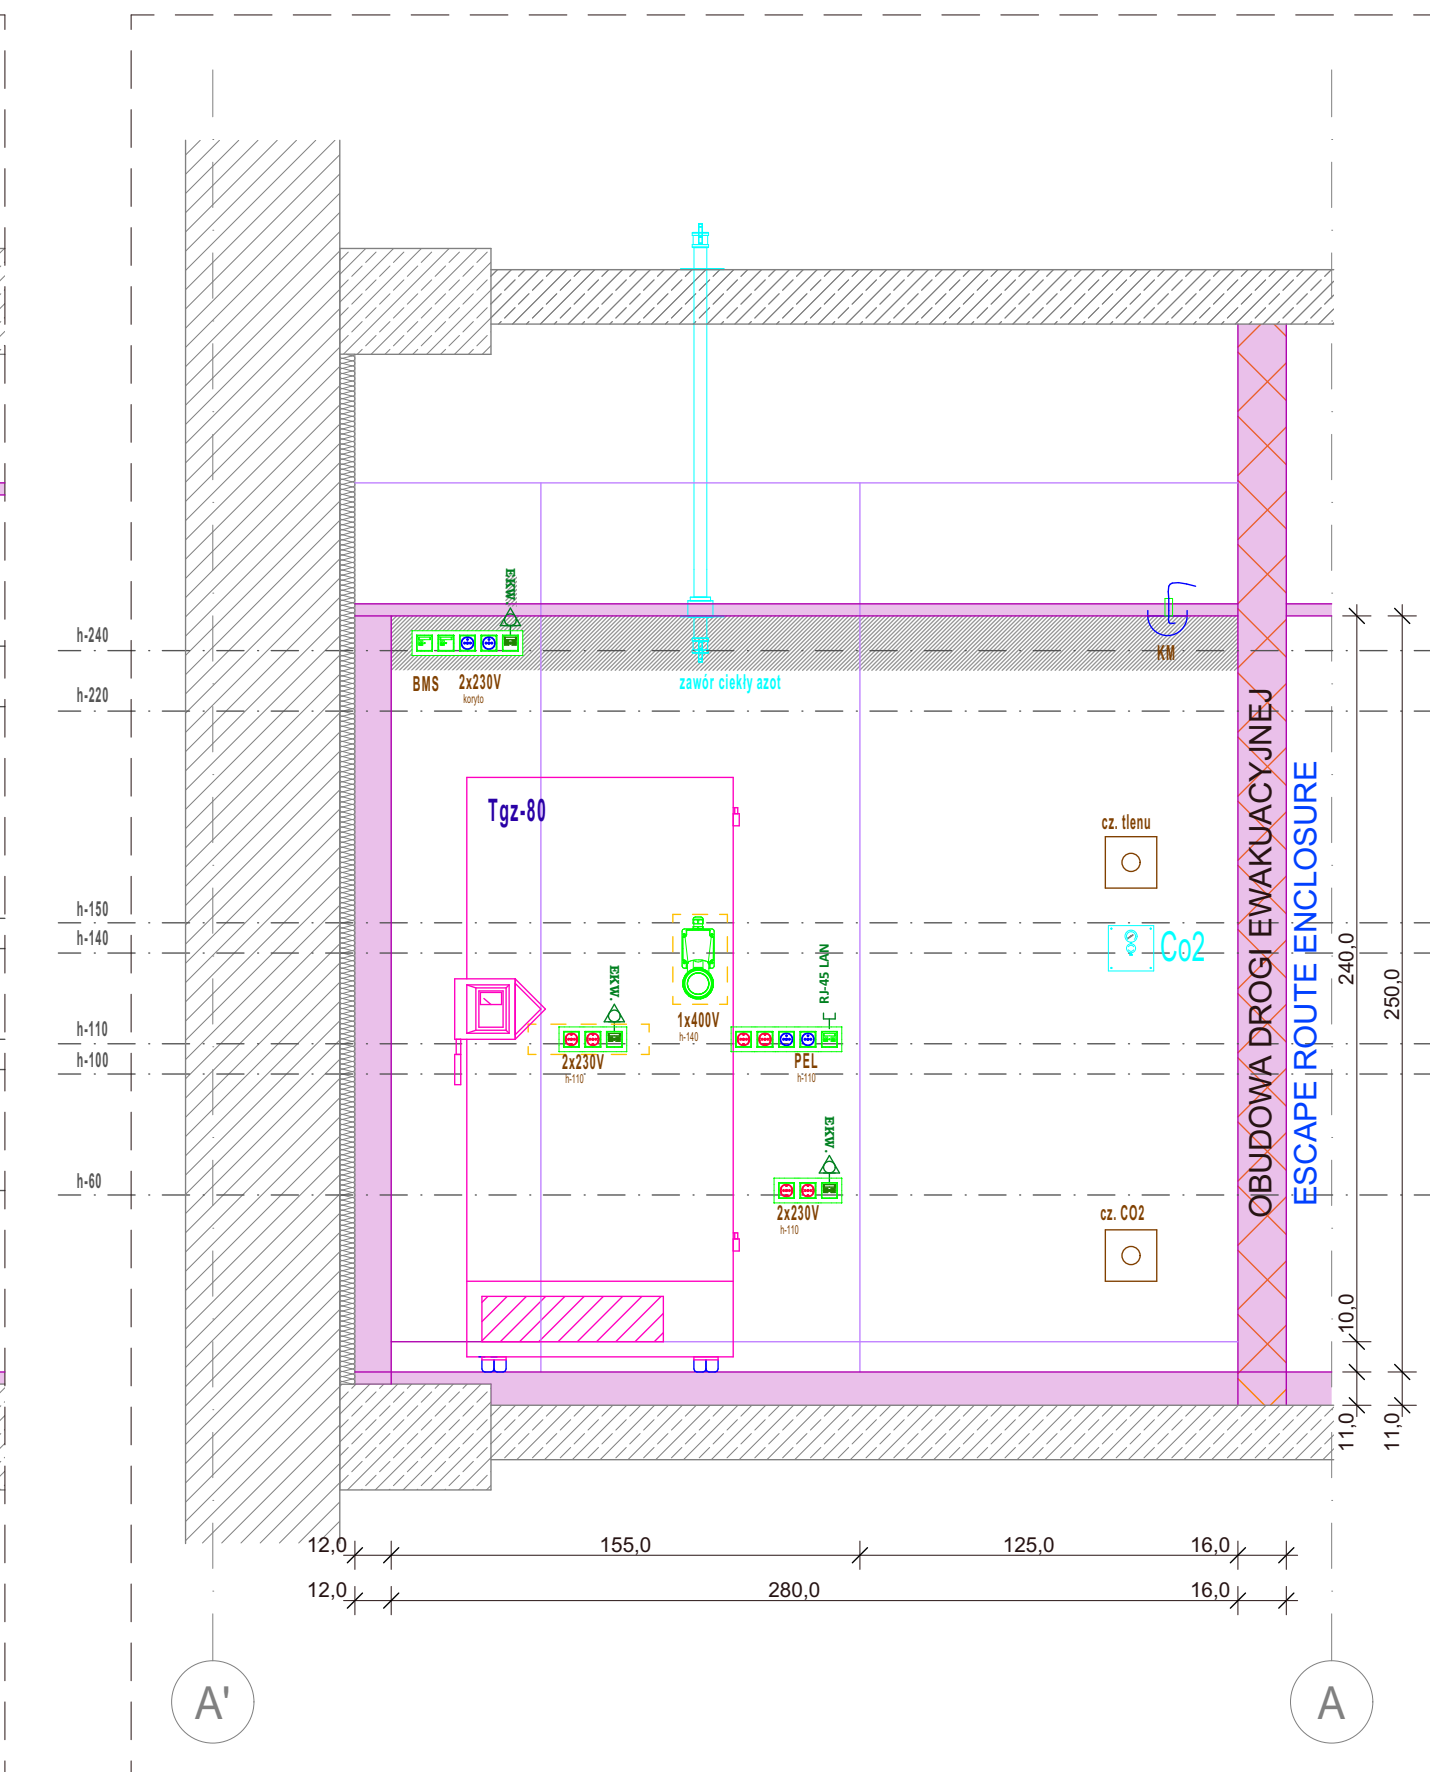 EKW.
h-240
KM
BMS
2x230V
koryto
zawór ciekły azot
h-220
Tgz-80
cz. tlenu
h-150
h-140
Co2
RJ-45 LAN
EKW.
1x400V
h-140
h-110
2x230V
h-110
PEL
h-110
h-100
EKW.
h-60
2x230V
h-110
cz. CO2
OBUDOWA DROGI EWAKUACYJNEJ
ESCAPE ROUTE ENCLOSURE
240,0
250,0
10,0
11,0
11,0
12,0
155,0
125,0
16,0
12,0
280,0
16,0
A'
A